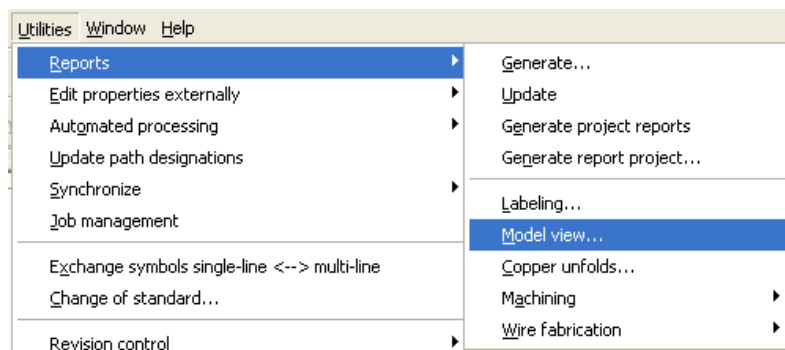 Utilities Window Help
Reports
Edit properties externally
Automated processing
Update path designations
Synchronize
Job management
Exchange symbols single-line <--> multi-line
Change of standard...
Revision control
Generate...
Update
Generate project reports
Generate report project...
Labeling...
Model view...
Copper unfolds...
Machining
Wire fabrication